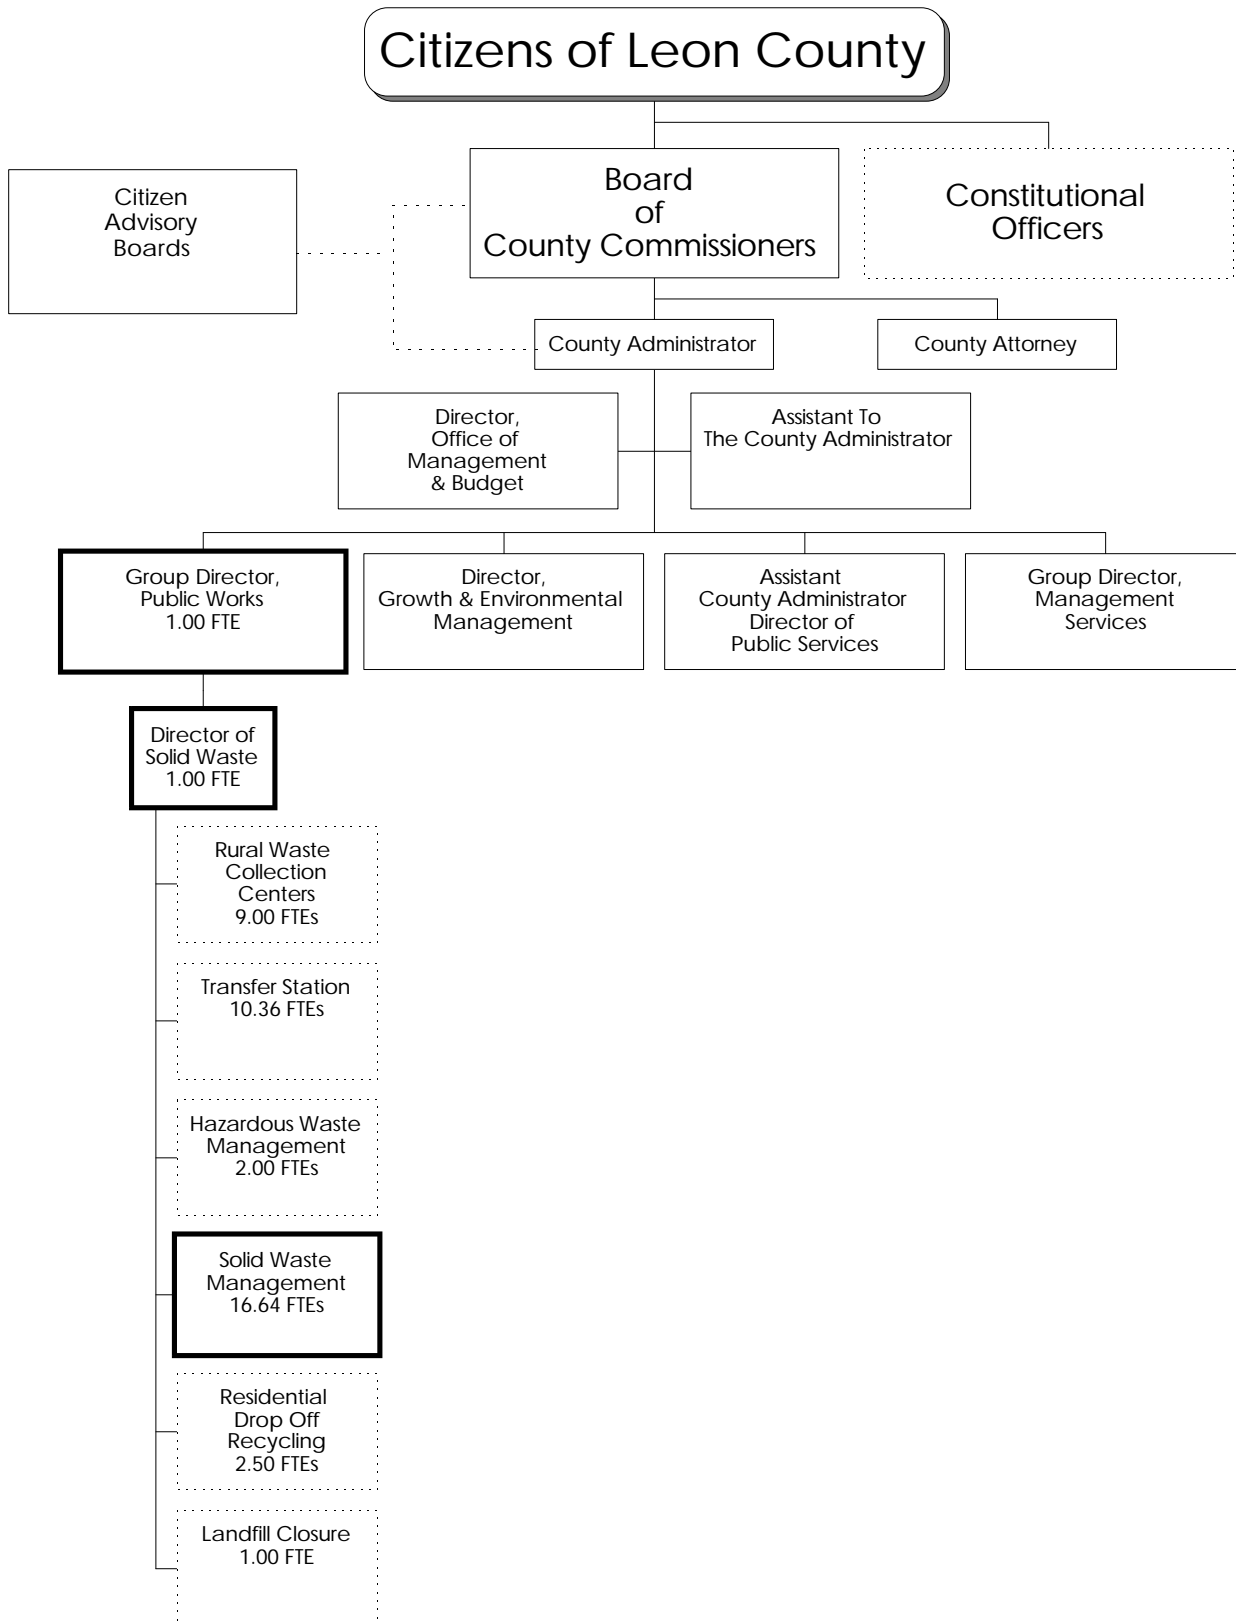 Citizens of Leon County
Citizen
Advisory
Boards
Board
of
County Commissioners
Constitutional
Officers
County Administrator
County Attorney
Director,
Office of
Management
& Budget
Assistant To
The County Administrator
Group Director,
Public Works
1.00 FTE
Director,
Growth & Environmental
Management
Assistant
County Administrator
Director of
Public Services
Group Director,
Management
Services
Director of
Solid Waste
1.00 FTE
Rural Waste
Collection
Centers
9.00 FTEs
Transfer Station
10.36 FTEs
Hazardous Waste
Management
2.00 FTEs
Solid Waste
Management
16.64 FTEs
Residential
Drop Off
Recycling
2.50 FTEs
Landfill Closure
1.00 FTE